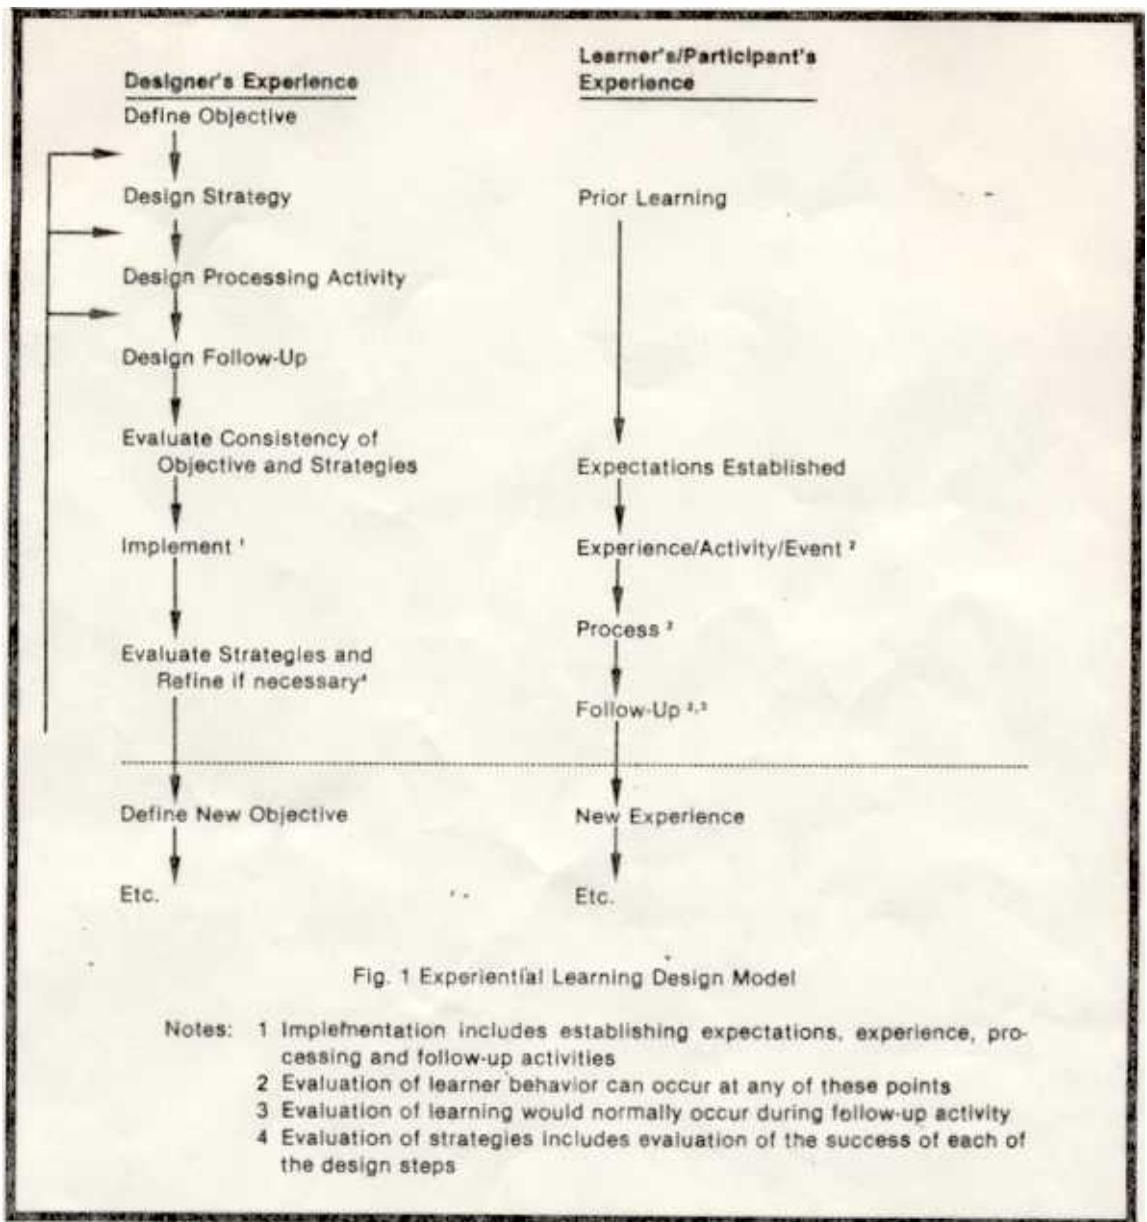 Designer's Experience
Define Objective
Design Strategy
Design Processing Activity
Design Follow-Up
Evaluate Consistency of
Objective and Strategies
Implement ¹
Evaluate Strategies and
Refine if necessary⁴
Define New Objective
Etc.
Learner's/Participant's
Experience
Prior Learning
Expectations Established
Experience/Activity/Event ²
Process ²
Follow-Up ²,³
New Experience
Etc.
Fig. 1 Experiential Learning Design Model
Notes: 1 Implementation includes establishing expectations, experience, pro-
cessing and follow-up activities
2 Evaluation of learner behavior can occur at any of these points
3 Evaluation of learning would normally occur during follow-up activity
4 Evaluation of strategies includes evaluation of the success of each of
the design steps